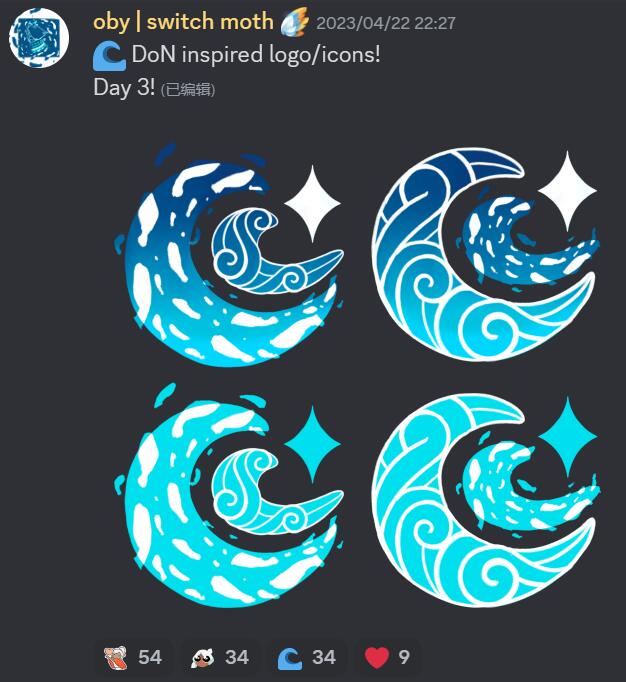 oby | switch moth 2023/04/22 22:27
DoN inspired logo/icons!
Day 3! (已编辑)
54 34 34 9